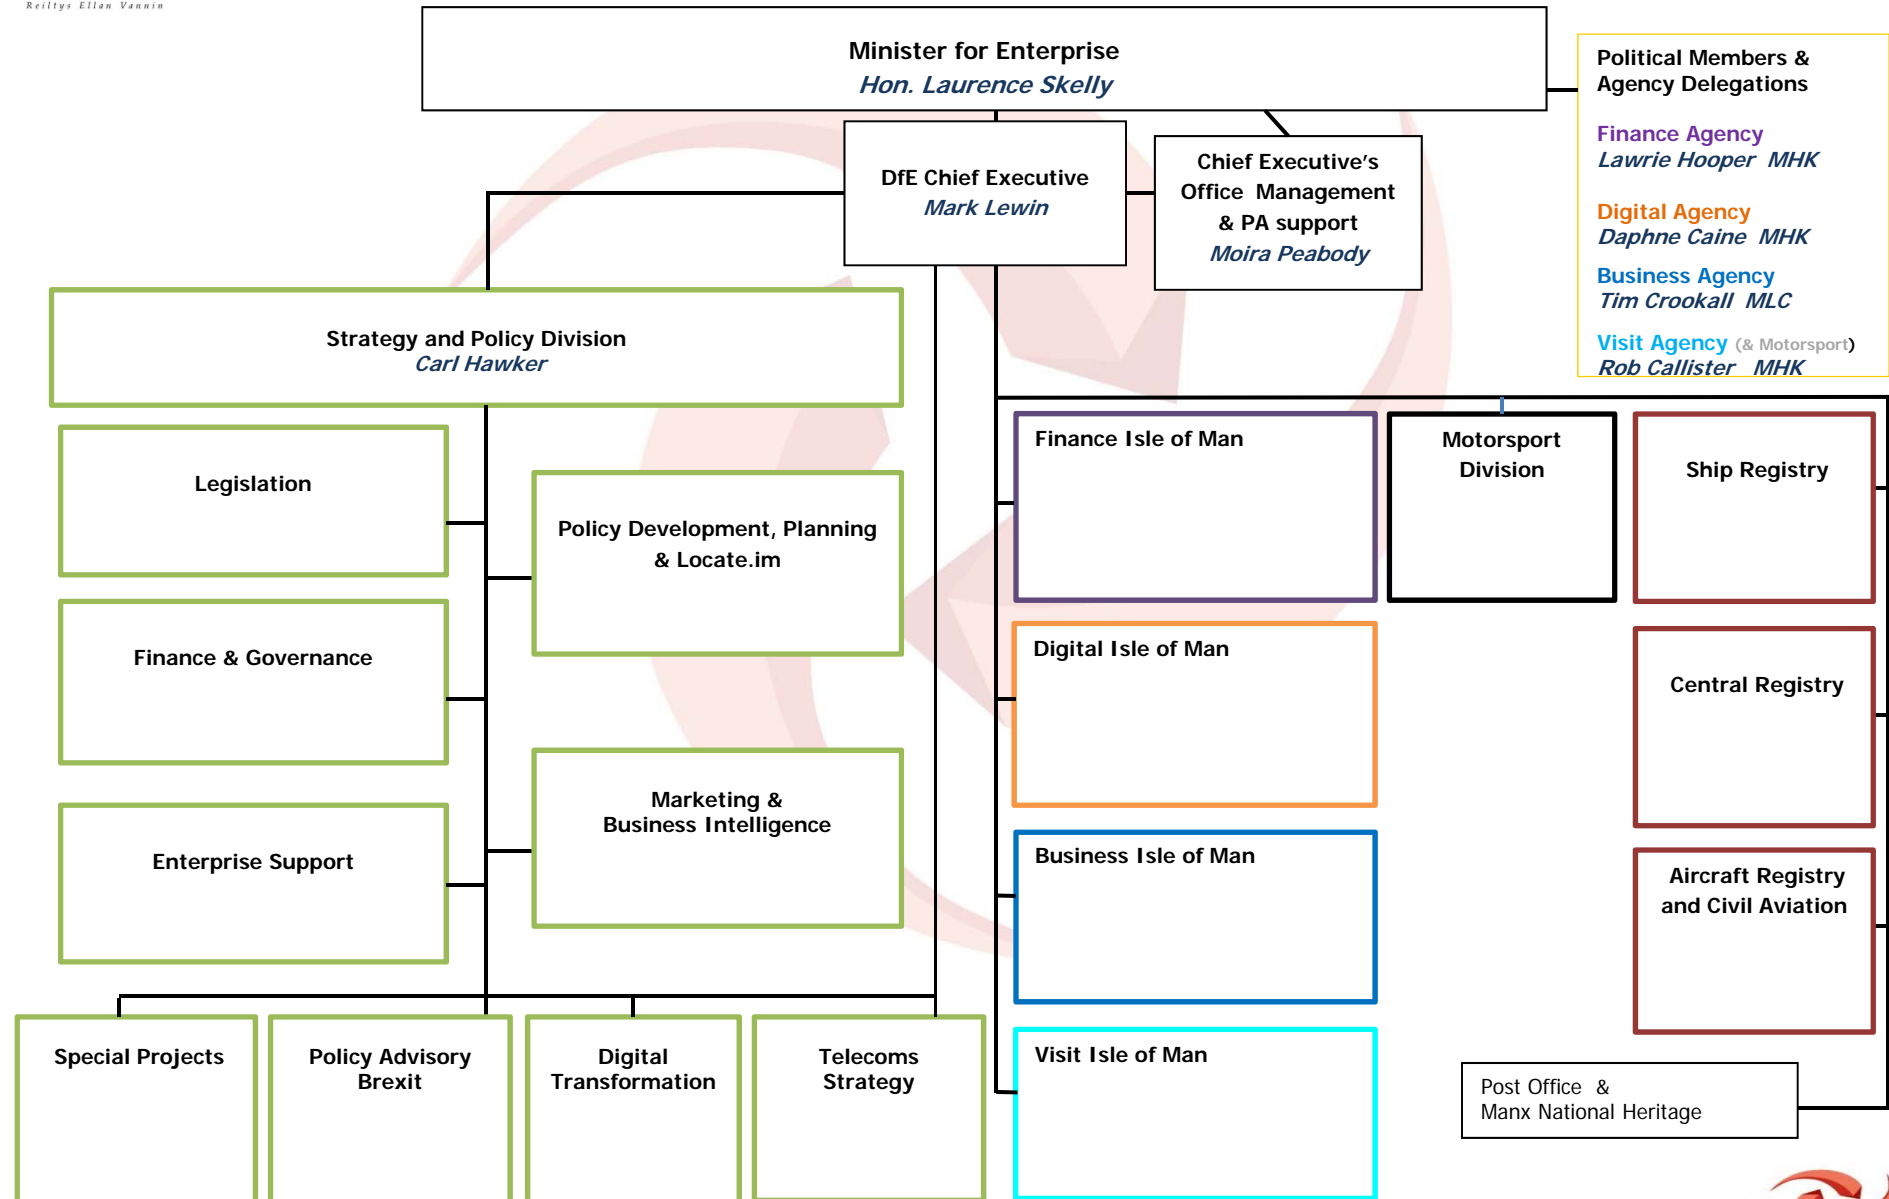 Reiltys Ellan Vannin
Minister for Enterprise
Hon. Laurence Skelly
Political Members &
Agency Delegations
Finance Agency
Lawrie Hooper MHK
Digital Agency
Daphne Caine MHK
Business Agency
Tim Crookall MLC
Visit Agency (& Motorsport)
Rob Callister MHK
DfE Chief Executive
Mark Lewin
Chief Executive’s
Office Management
& PA support
Moira Peabody
Strategy and Policy Division
Carl Hawker
Legislation
Policy Development, Planning
& Locate.im
Finance & Governance
Marketing &
Business Intelligence
Enterprise Support
Special Projects
Policy Advisory
Brexit
Digital
Transformation
Telecoms
Strategy
Finance Isle of Man
Motorsport
Division
Ship Registry
Digital Isle of Man
Central Registry
Business Isle of Man
Aircraft Registry
and Civil Aviation
Visit Isle of Man
Post Office &
Manx National Heritage